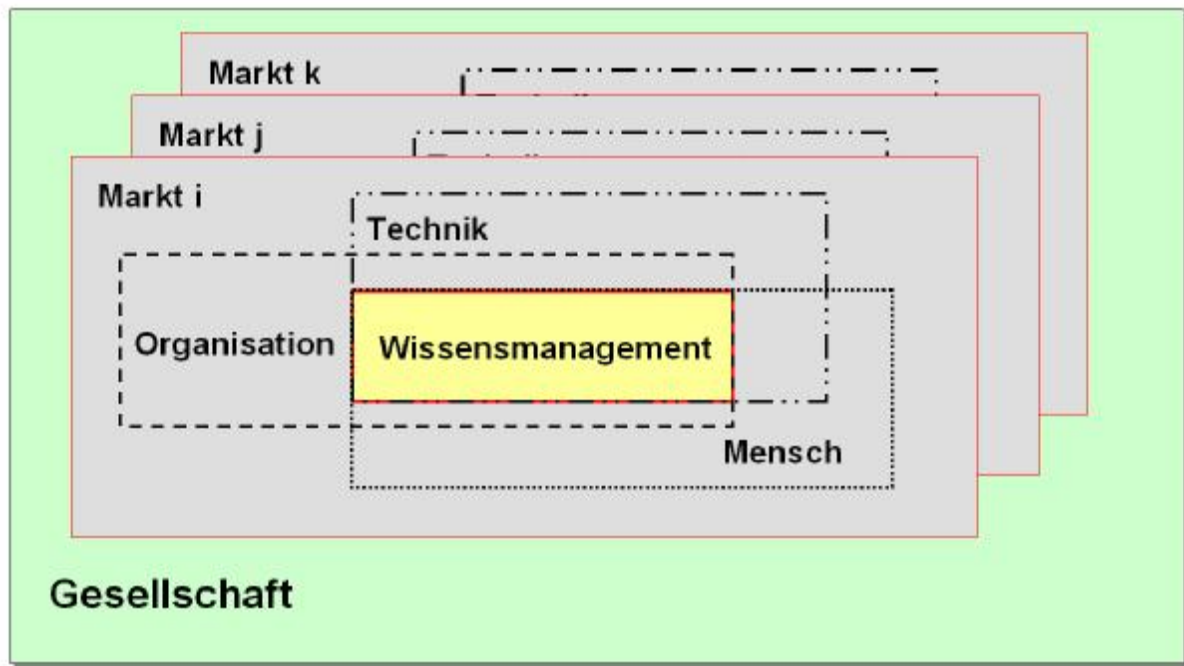 Markt k
Markt j
Markt i
Technik
Organisation
Wissensmanagement
Mensch
Gesellschaft